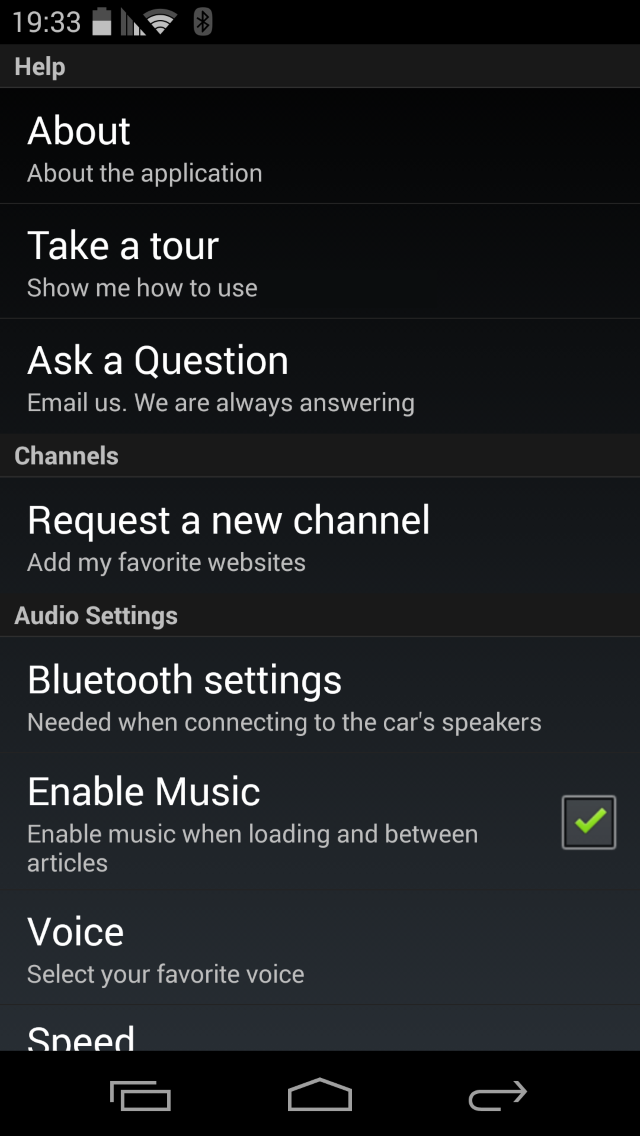 19:33
Help
About
About the application
Take a tour
Show me how to use
Ask a Question
Email us. We are always answering
Channels
Request a new channel
Add my favorite websites
Audio Settings
Bluetooth settings
Needed when connecting to the car's speakers
Enable Music
Enable music when loading and between
articles
Voice
Select your favorite voice
Speed